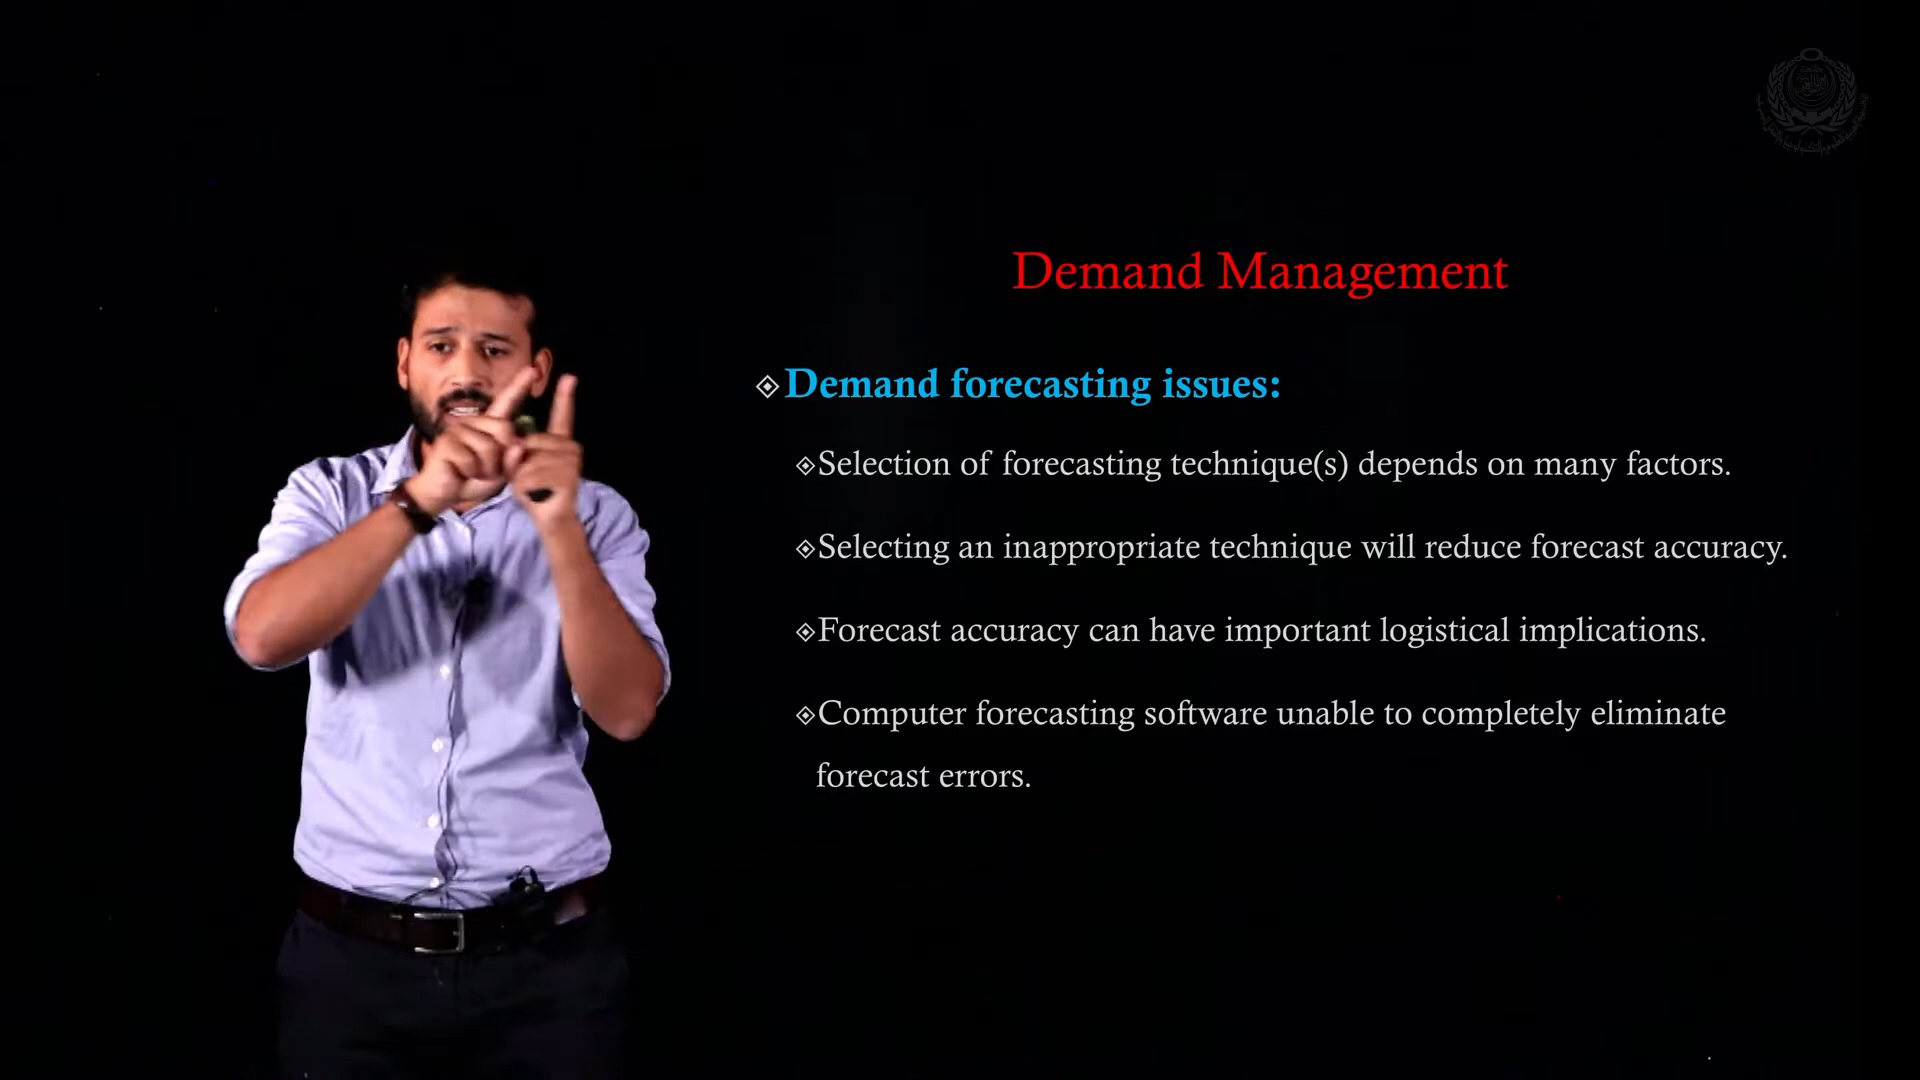 Demand Management
Demand forecasting issues:
Selection of forecasting technique(s) depends on many factors.
Selecting an inappropriate technique will reduce forecast accuracy.
Forecast accuracy can have important logistical implications.
Computer forecasting software unable to completely eliminate
forecast errors.